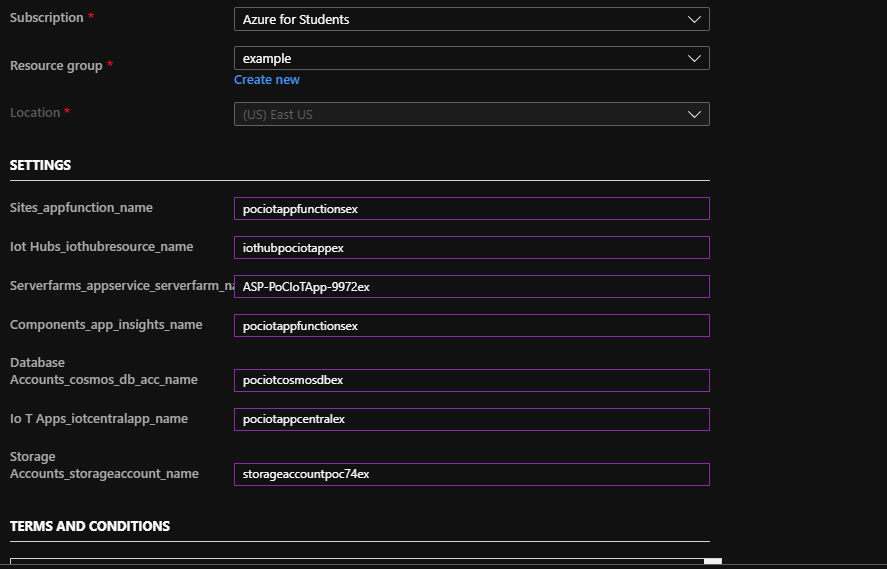 Subscription *
Azure for Students
Resource group *
example
Create new
Location *
(US) East US
SETTINGS
Sites_appfunction_name
pociotappfunctionsex
Iot Hubs_iothubresource_name
iothubpociotappex
Serverfarms_appservice_serverfarm_na
ASP-PoCIoTApp-9972ex
Components_app_insights_name
pociotappfunctionsex
Database
Accounts_cosmos_db_acc_name
pociotcosmosdbex
Io T Apps_iotcentralapp_name
pociotappcentralex
Storage
Accounts_storageaccount_name
storageaccountpoc74ex
TERMS AND CONDITIONS